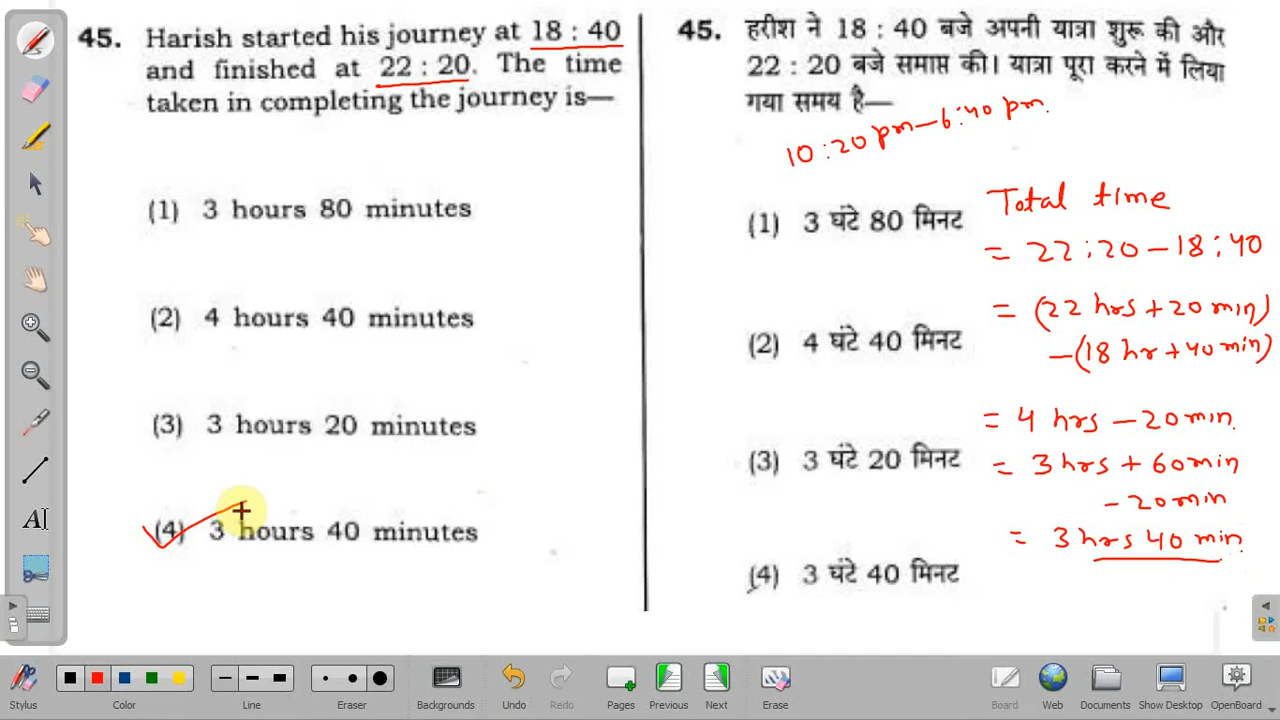 45. Harish started his journey at 18 : 40
and finished at 22 : 20. The time
taken in completing the journey is—
(1) 3 hours 80 minutes
(2) 4 hours 40 minutes
(3) 3 hours 20 minutes
(4) 3 hours 40 minutes
45. हरीश ने 18 : 40 बजे अपनी यात्रा शुरू की और
22 : 20 बजे समाप्त की। यात्रा पूरा करने में लिया
गया समय है—
10:20 pm – 6:40 pm.
(1) 3 घंटे 80 मिनट
(2) 4 घंटे 40 मिनट
(3) 3 घंटे 20 मिनट
(4) 3 घंटे 40 मिनट
Total time
= 22:20 – 18:40
= (22 hrs + 20 min)
– (18 hr + 40 min)
= 4 hrs – 20 min.
= 3 hrs + 60 min
– 20 min
= 3 hrs 40 min.
AI
Stylus
Color
Line
Eraser
Backgrounds
Undo
Redo
Pages
Previous
Next
Erase
Board
Web
Documents
Show Desktop
OpenBoard